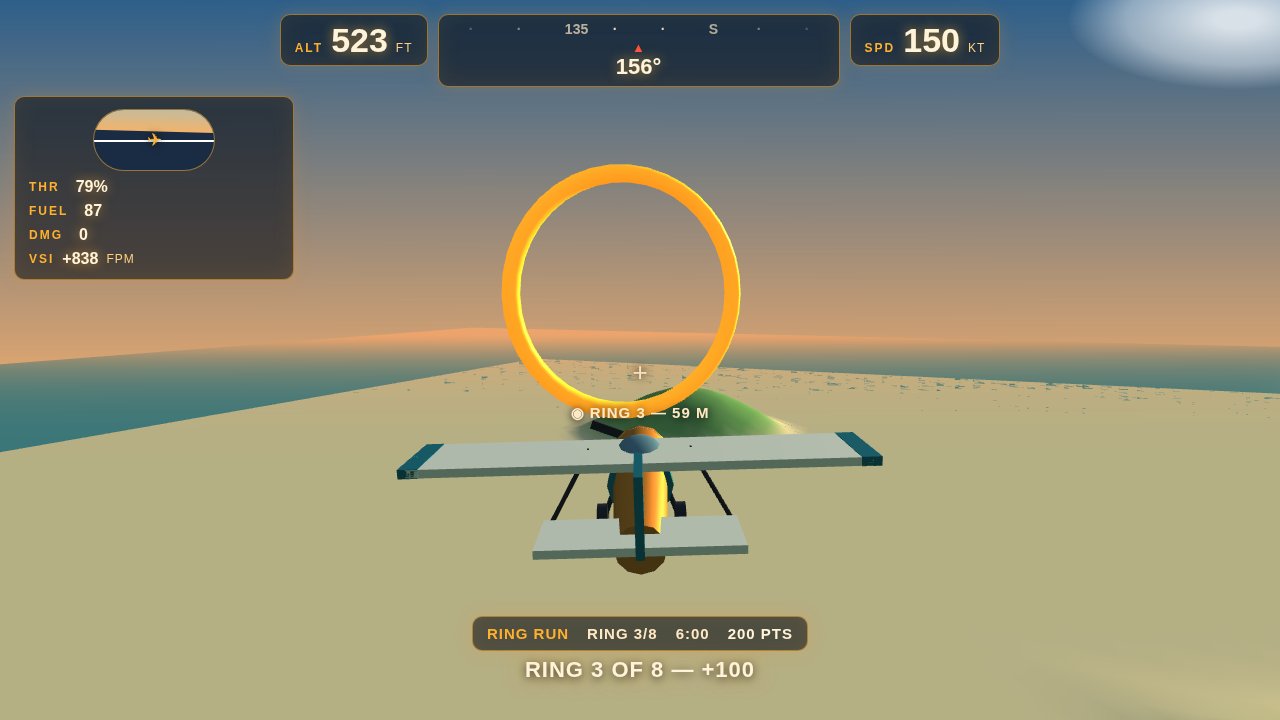 ALT 523 FT
135 S
156°
SPD 150 KT
THR 79%
FUEL 87
DMG 0
VSI +838 FPM
RING 3 — 59 M
RING RUN RING 3/8 6:00 200 PTS
RING 3 OF 8 — +100